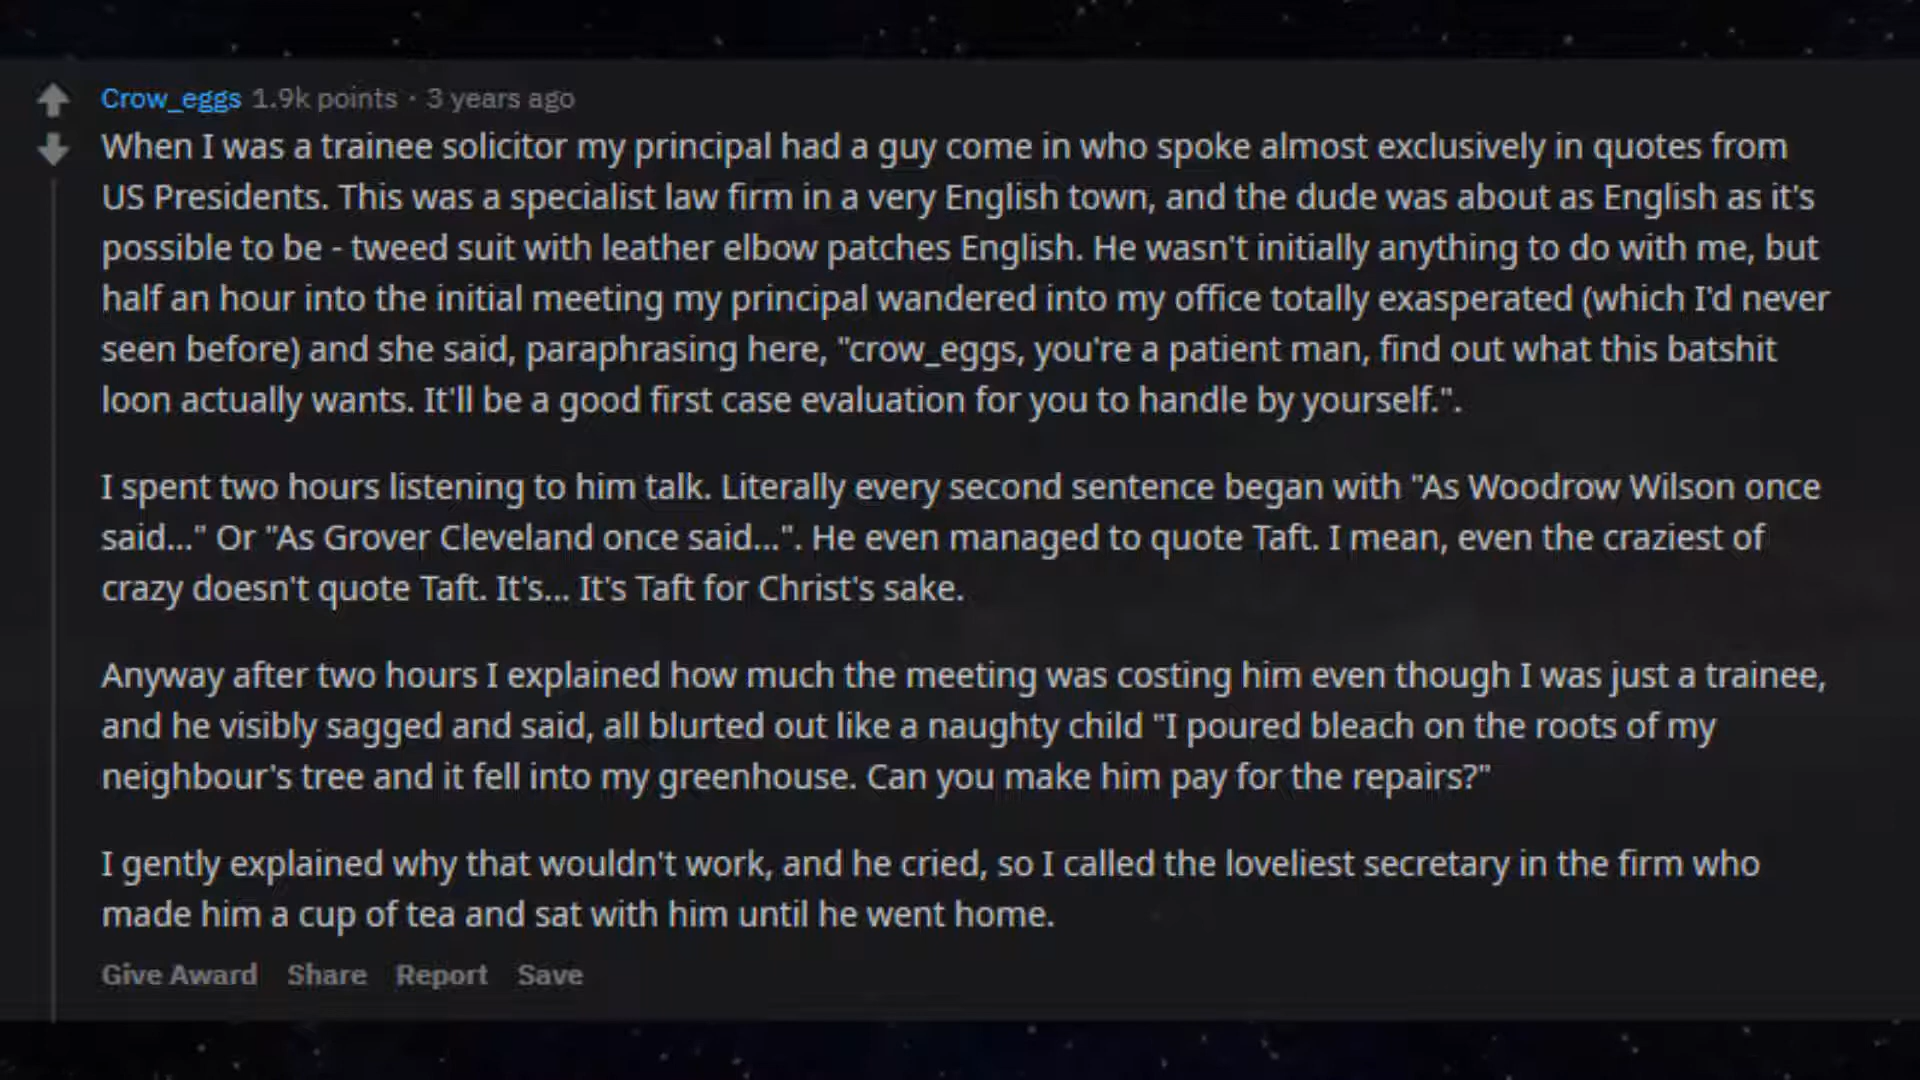 Crow_eggs 1.9k points · 3 years ago
When I was a trainee solicitor my principal had a guy come in who spoke almost exclusively in quotes from
US Presidents. This was a specialist law firm in a very English town, and the dude was about as English as it's
possible to be - tweed suit with leather elbow patches English. He wasn't initially anything to do with me, but
half an hour into the initial meeting my principal wandered into my office totally exasperated (which I'd never
seen before) and she said, paraphrasing here, "crow_eggs, you're a patient man, find out what this batshit
loon actually wants. It'll be a good first case evaluation for you to handle by yourself.".
I spent two hours listening to him talk. Literally every second sentence began with "As Woodrow Wilson once
said..." Or "As Grover Cleveland once said...". He even managed to quote Taft. I mean, even the craziest of
crazy doesn't quote Taft. It's... It's Taft for Christ's sake.
Anyway after two hours I explained how much the meeting was costing him even though I was just a trainee,
and he visibly sagged and said, all blurted out like a naughty child "I poured bleach on the roots of my
neighbour's tree and it fell into my greenhouse. Can you make him pay for the repairs?"
I gently explained why that wouldn't work, and he cried, so I called the loveliest secretary in the firm who
made him a cup of tea and sat with him until he went home.
Give Award Share Report Save